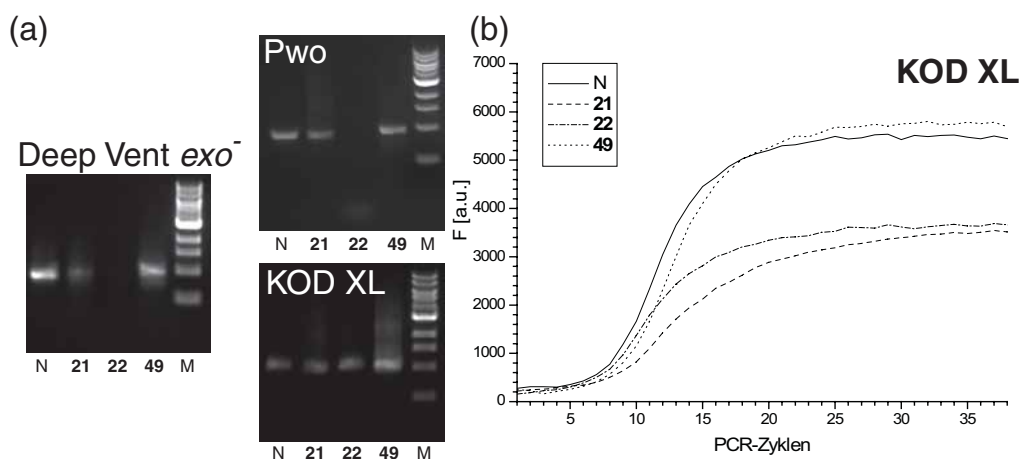 (a)
Deep Vent exo-
N 21 22 49 M
Pwo
N 21 22 49 M
KOD XL
N 21 22 49 M
(b)
KOD XL
N
21
22
49
7000
6000
5000
4000
3000
2000
1000
0
F [a.u.]
5 10 15 20 25 30 35
PCR-Zyklen